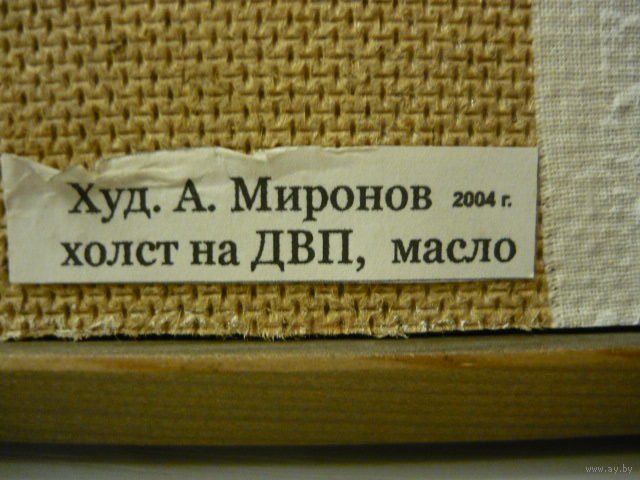 Худ. А. Миронов 2004 г.
холст на ДВП, масло
www.ay.by